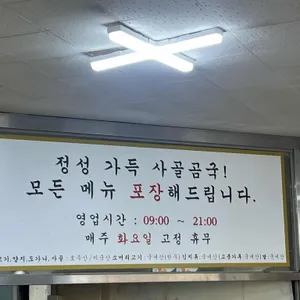 정성 가득 사골곰국!
모든 메뉴 포장해드립니다.
영업시간 : 09:00 ~ 21:00
매주 화요일 고정 휴무